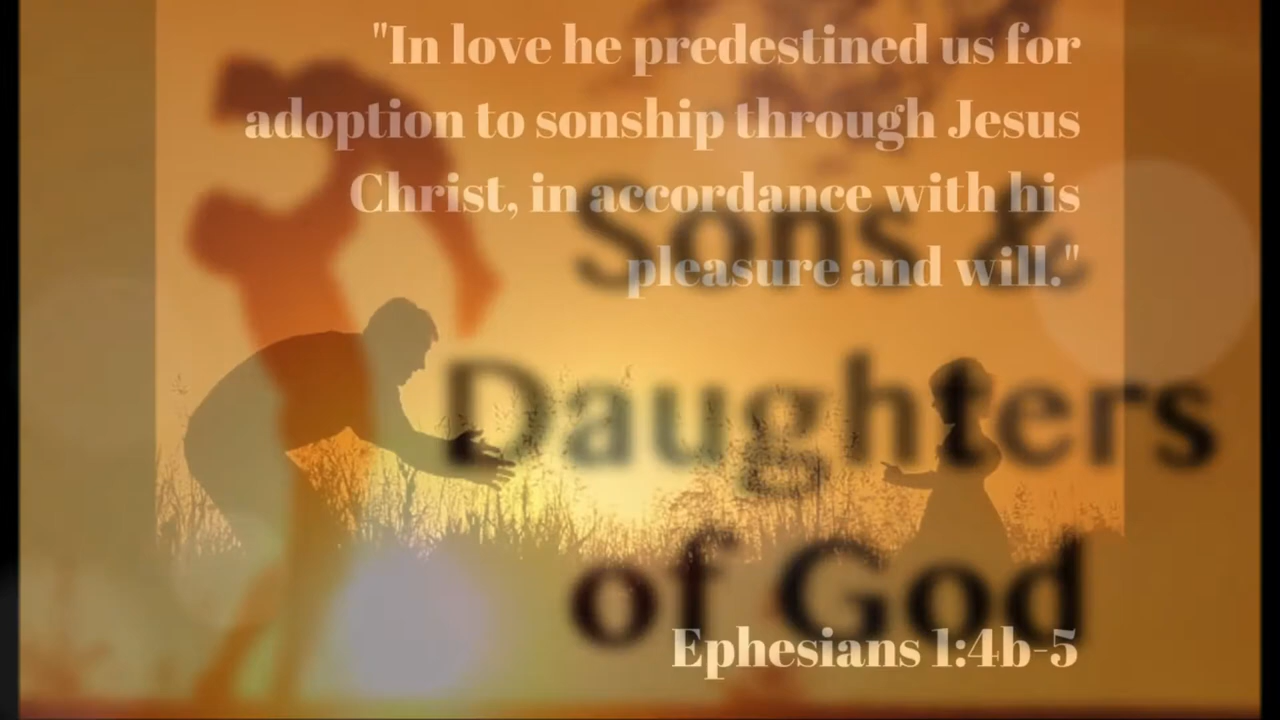 "In love he predestined us for
adoption to sonship through Jesus
Christ, in accordance with his
pleasure and will."
Sons &
Daughters
of God
Ephesians 1:4b-5